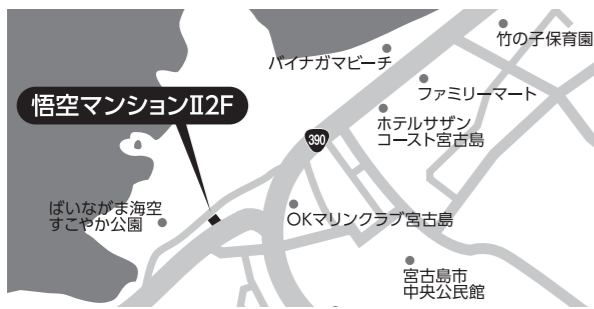 竹の子保育園
パイナガマビーチ
ファミリーマート
悟空マンションⅡ2F
ホテルサザン
コースト宮古島
390
ぱいながま海空
すこやか公園
OKマリンクラブ宮古島
宮古島市
中央公民館